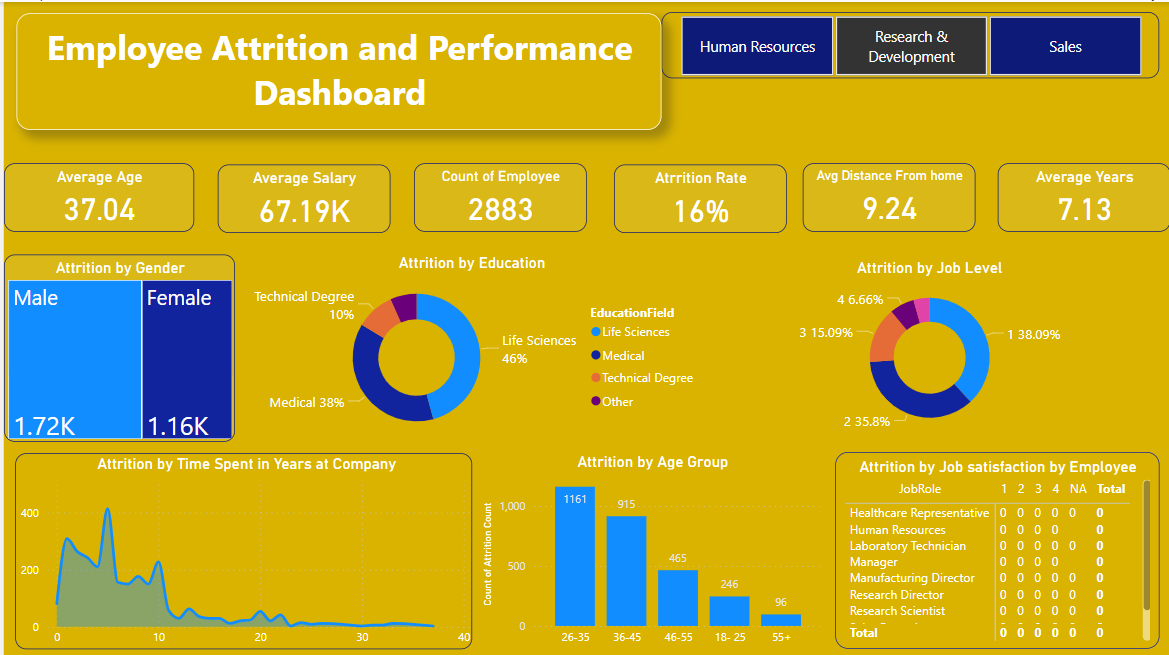 Employee Attrition and Performance
Dashboard
Human Resources
Research &
Development
Sales
Average Age
37.04
Average Salary
67.19K
Count of Employee
2883
Atrrition Rate
16%
Avg Distance From home
9.24
Average Years
7.13
Attrition by Gender
Male
1.72K
Female
1.16K
Attrition by Education
Technical Degree
10%
Life Sciences
46%
Medical 38%
EducationField
Life Sciences
Medical
Technical Degree
Other
Attrition by Job Level
4 6.66%
3 15.09%
1 38.09%
2 35.8%
Attrition by Time Spent in Years at Company
400
200
0
0 10 20 30 40
Attrition by Age Group
Count of Attrition Count
1,000
500
0
1161
915
465
246
96
26-35 36-45 46-55 18- 25 55+
Attrition by Job satisfaction by Employee
JobRole 1 2 3 4 NA Total
Healthcare Representative 0 0 0 0 0 0
Human Resources 0 0 0 0 0
Laboratory Technician 0 0 0 0 0 0
Manager 0 0 0 0 0
Manufacturing Director 0 0 0 0 0 0
Research Director 0 0 0 0 0 0
Research Scientist 0 0 0 0 0 0
Total 0 0 0 0 0 0